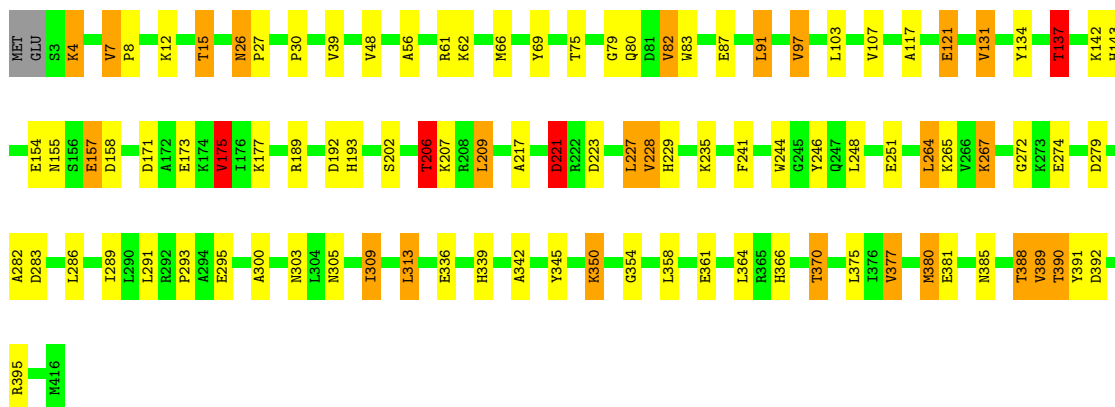 MET GLU S3 K4 V7 P8 K12 T15 N26 P27 P30 V39 V48 A56 R61 K62 M66 Y69 T75 G79 Q80 D81 V82 W83 E87 L91 V97 L103 V107 A117 E121 V131 Y134 T137 K142 H143
E154 N155 S156 E157 D158 D171 A172 E173 K174 V175 I176 K177 R189 D192 H193 S202 T206 K207 R208 L209 A217 D221 R222 D223 L227 V228 H229 K235 F241 W244 G245 Y246 Q247 L248 E251 L264 K265 V266 K267 G272 K273 E274 D279
A282 D283 L286 I289 L290 L291 R292 P293 A294 E295 A300 N303 L304 N305 I309 L313 E336 H339 A342 Y345 K350 G354 L358 E361 L364 R365 H366 T370 L375 I376 V377 M380 E381 N385 T388 V389 T390 Y391 D392
R395 M416